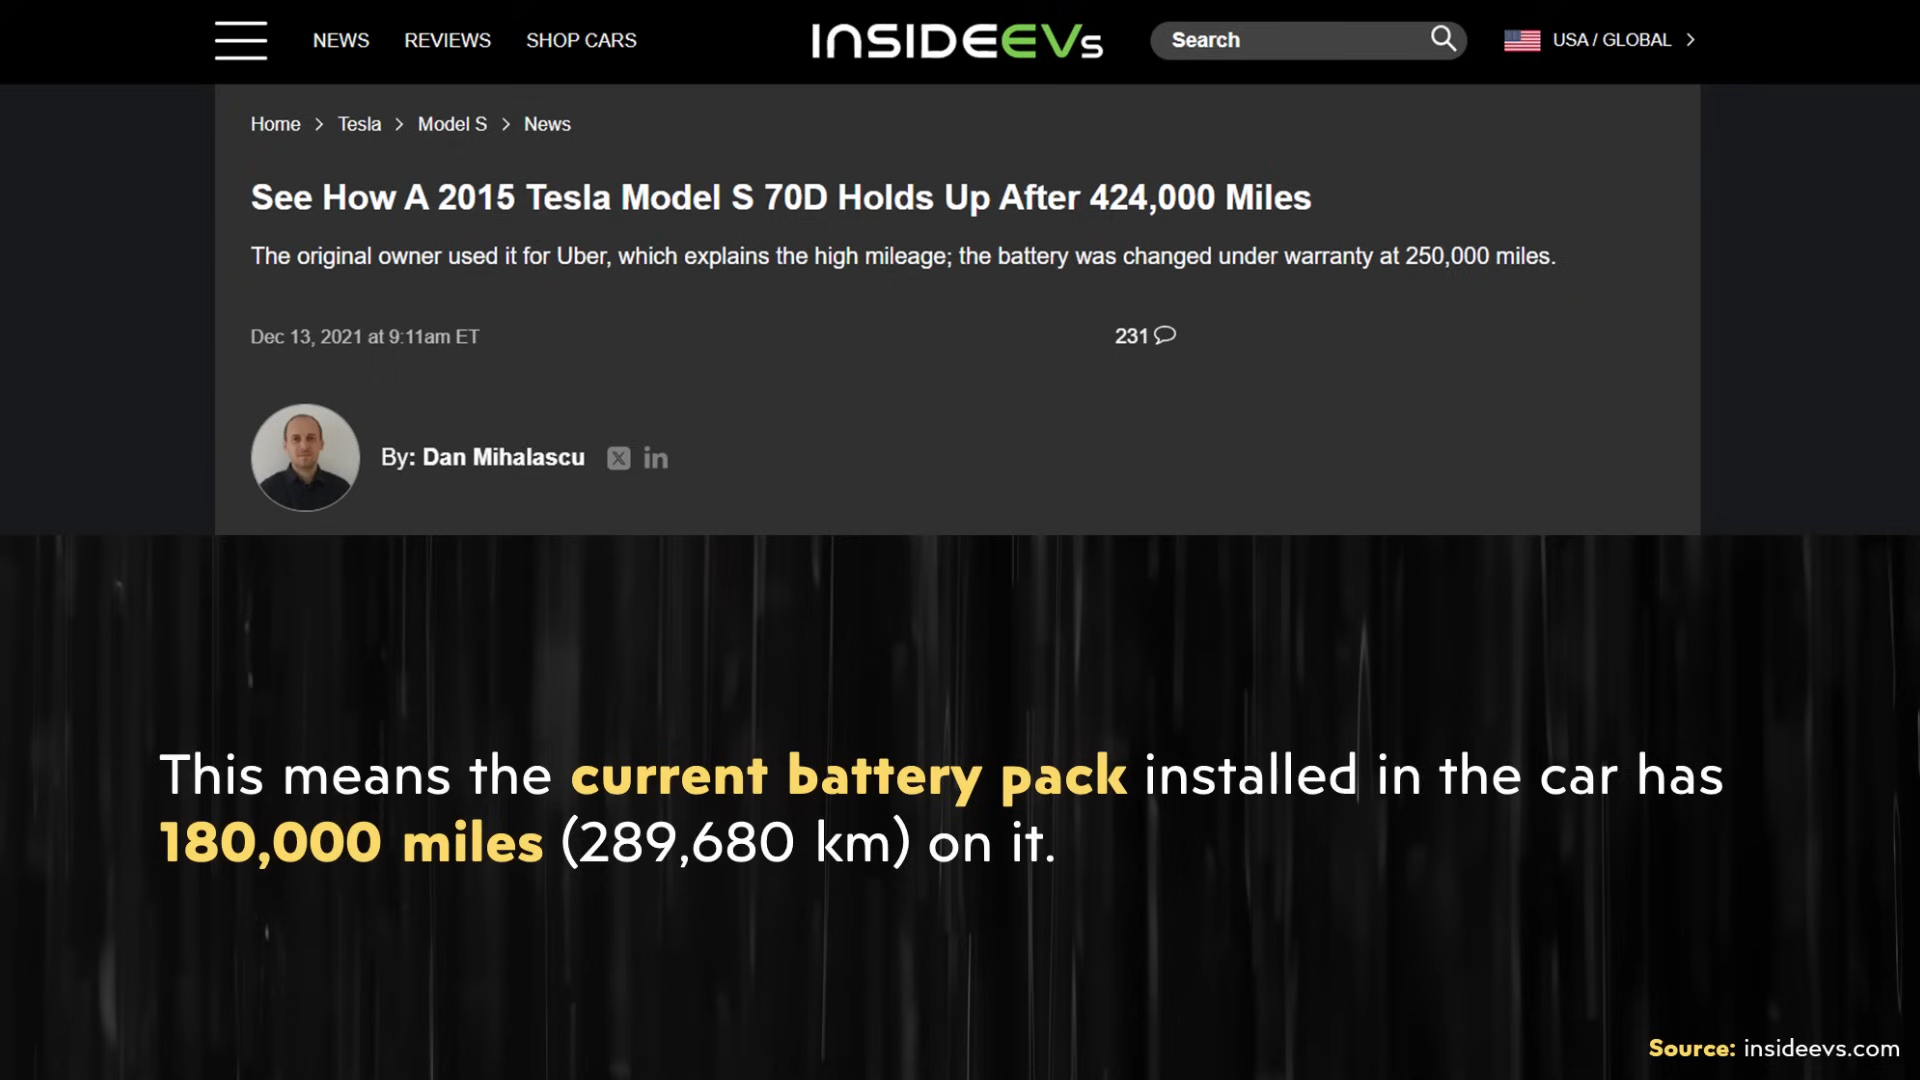 NEWS REVIEWS SHOP CARS INSIDEEVs Search USA / GLOBAL
Home > Tesla > Model S > News
See How A 2015 Tesla Model S 70D Holds Up After 424,000 Miles
The original owner used it for Uber, which explains the high mileage; the battery was changed under warranty at 250,000 miles.
Dec 13, 2021 at 9:11am ET 231
By: Dan Mihalascu X in
This means the current battery pack installed in the car has
180,000 miles (289,680 km) on it.
Source: insideevs.com